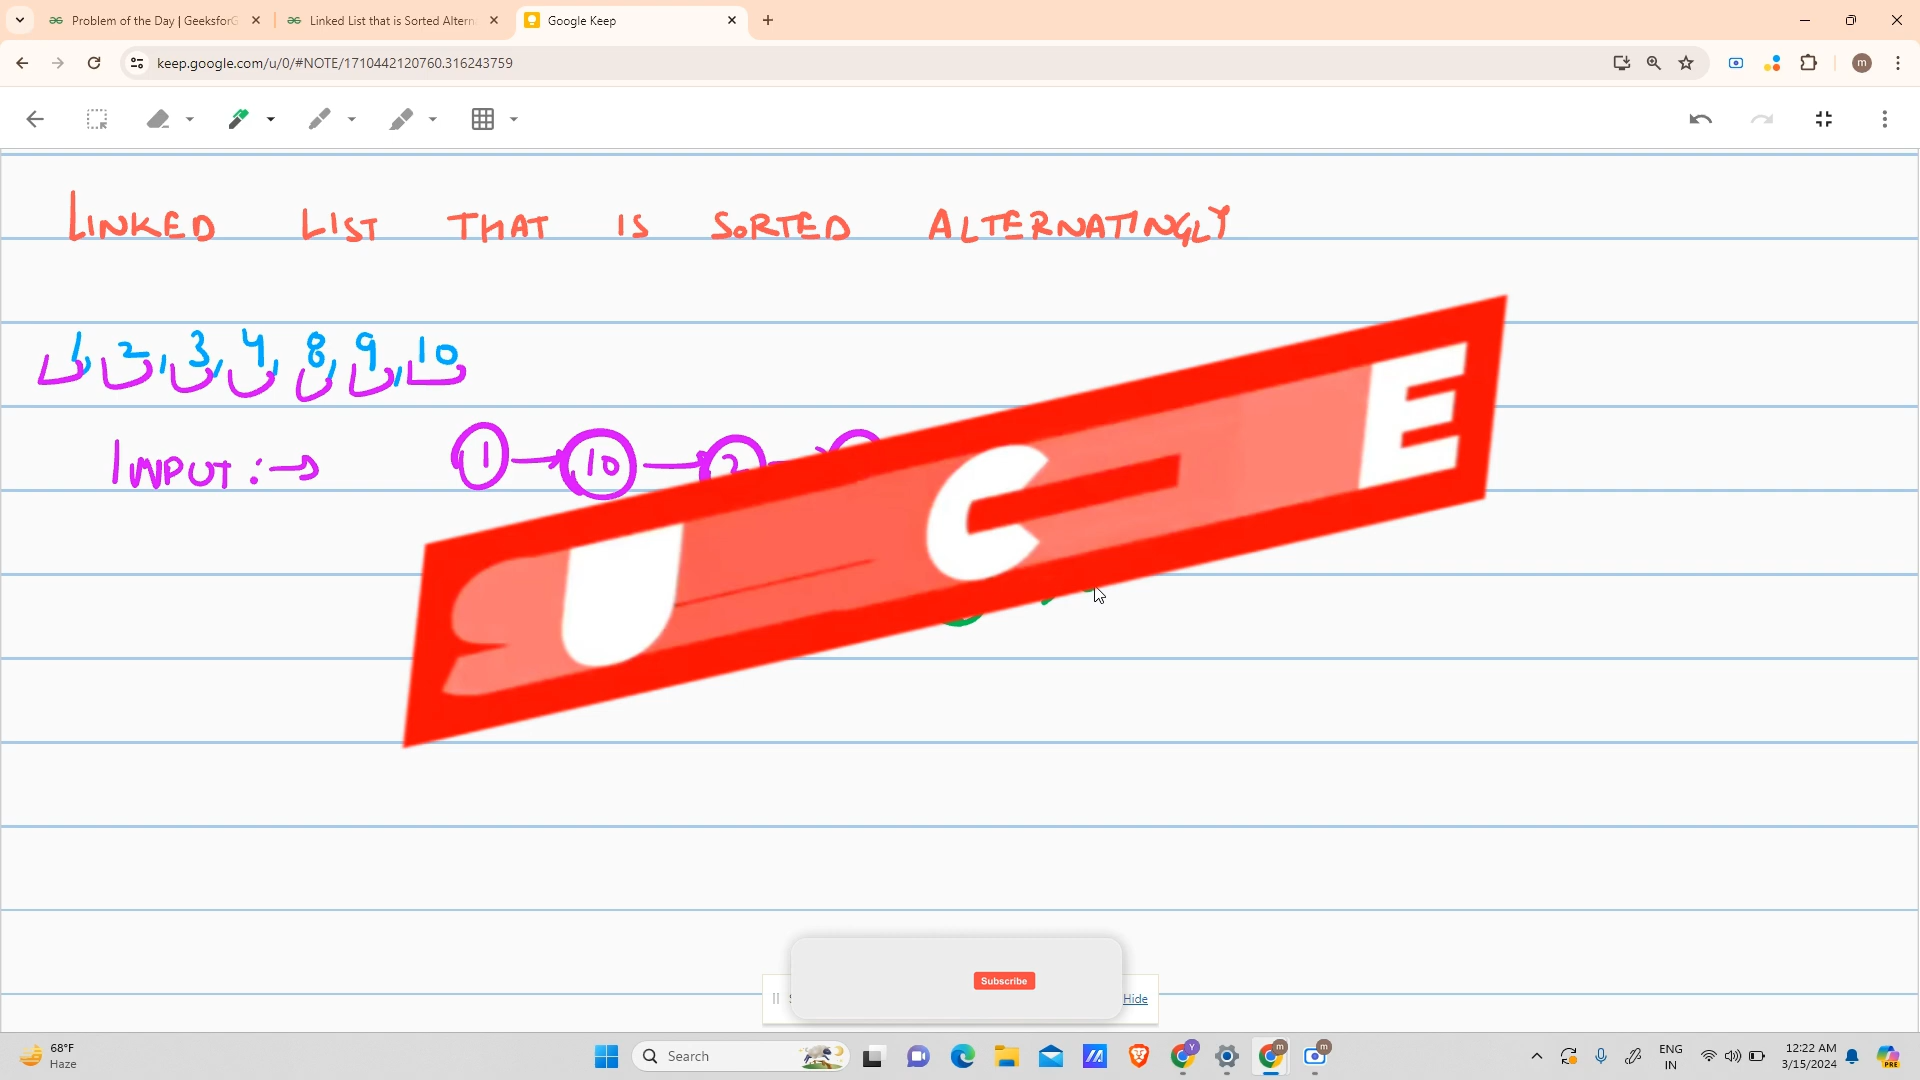 Problem of the Day | GeeksforG
Linked List that is Sorted Altern
Google Keep
keep.google.com/u/0/#NOTE/1710442120760.316243759
m
LINKED LIST THAT IS SORTED ALTERNATINGLY
1, 2, 3, 4, 8, 9, 10
INPUT :→ 1 → 10 → 2
U C E
Subscribe
Hide
68°F
Haze
Search
ENG
IN
12:22 AM
3/15/2024